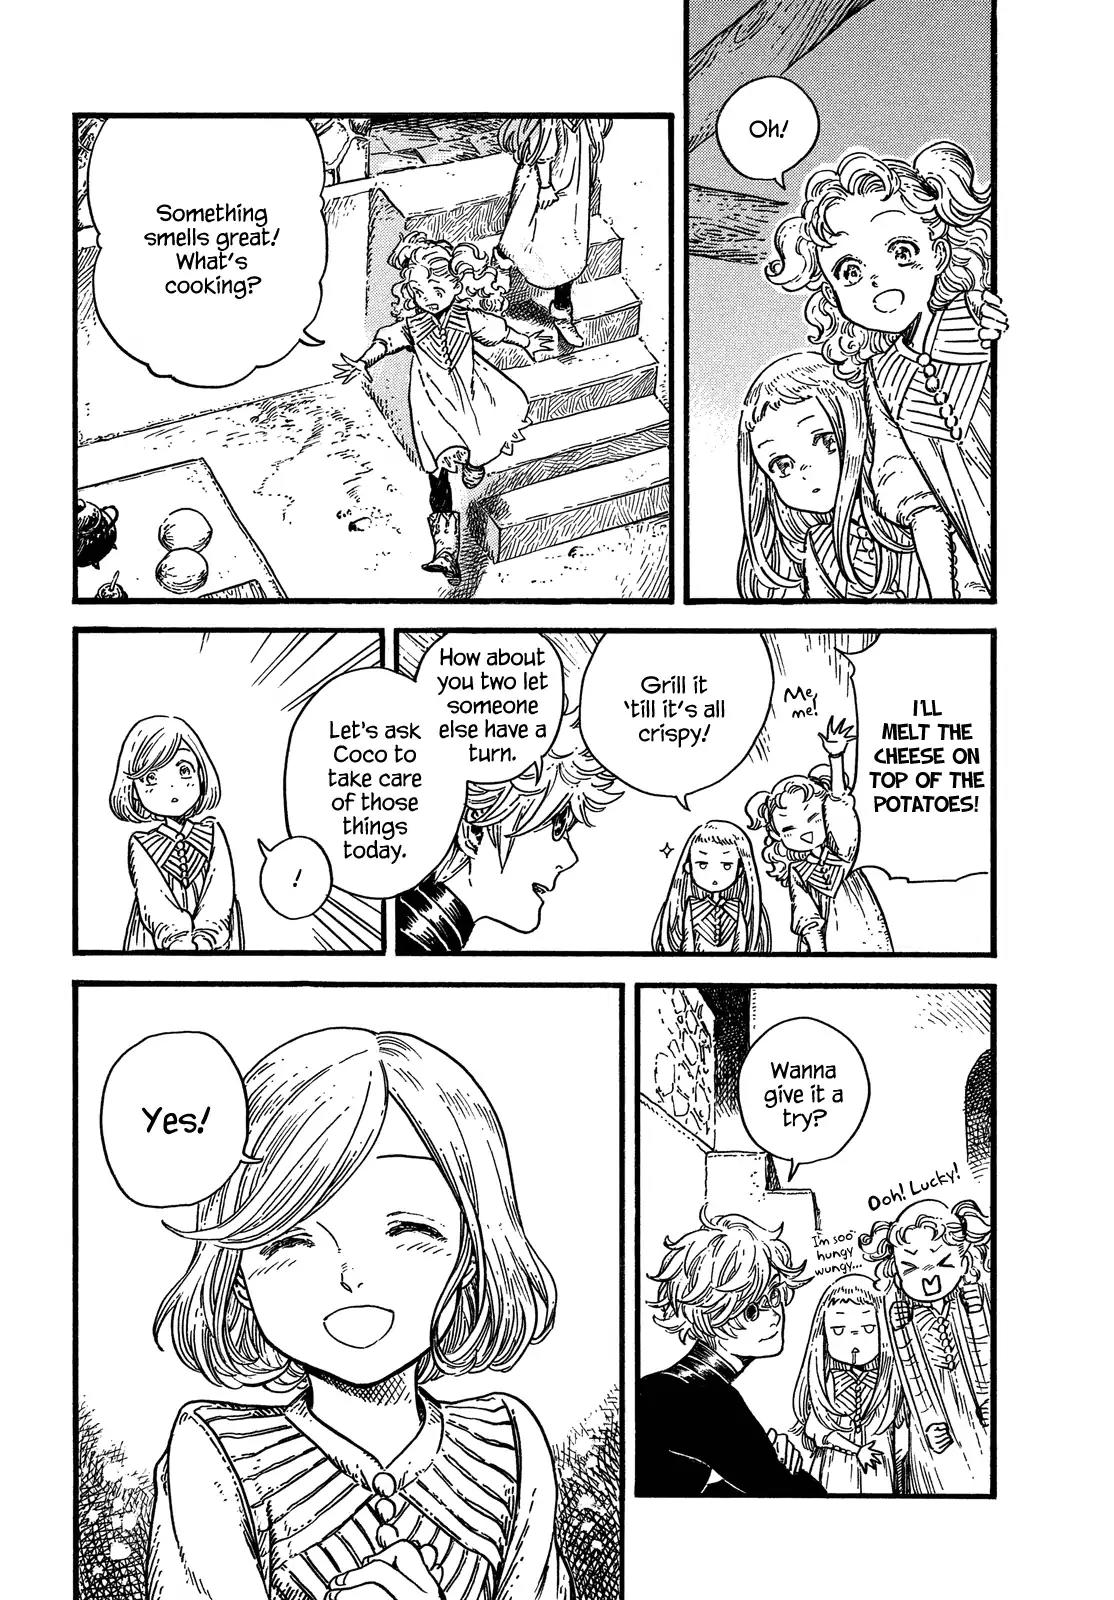 Oh!
Something
smells great!
What's
cooking?
I'LL
MELT THE
CHEESE ON
TOP OF THE
POTATOES!
Me,
me!
Grill it
'till it's all
crispy!
How about
you two let
someone
else have a
turn.
Let's ask
Coco to
take care
of those
things
today.
!
Wanna
give it a
try?
Ooh! Lucky!
I'm soo
hungy
wungy...
Yes!